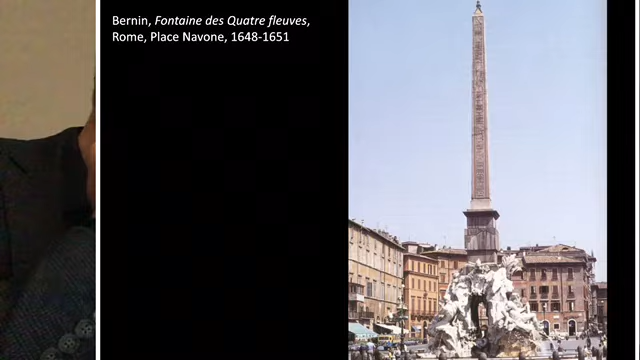 Bernin, Fontaine des Quatre fleuves,
Rome, Place Navone, 1648-1651